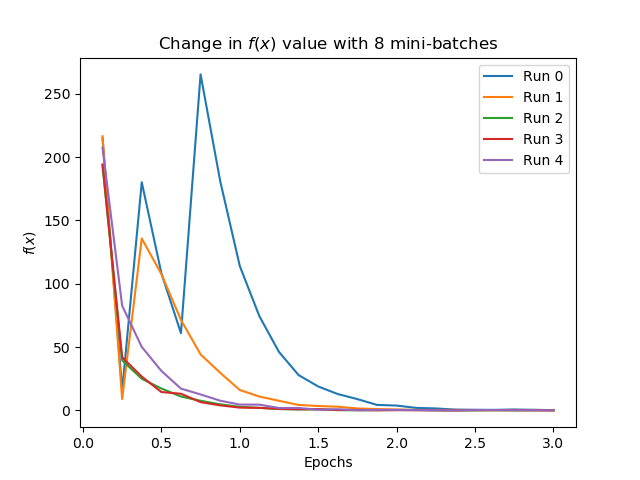 Change in f(x) value with 8 mini-batches
Run 0
Run 1
Run 2
Run 3
Run 4
f(x)
250
200
150
100
50
0
0.0 0.5 1.0 1.5 2.0 2.5 3.0
Epochs